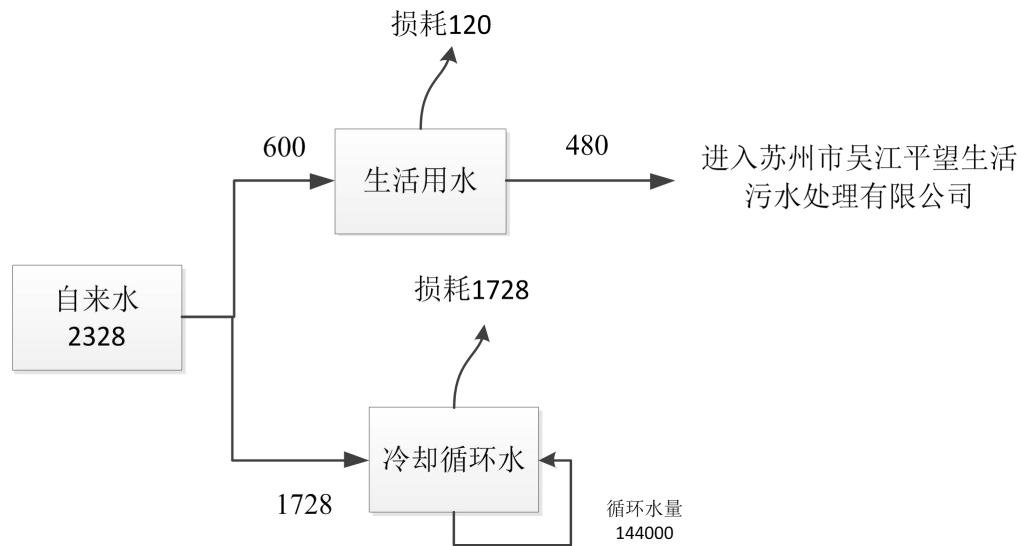 损耗120
600
生活用水
480
进入苏州市吴江平望生活
污水处理有限公司
自来水
2328
损耗1728
冷却循环水
1728
循环水量
144000